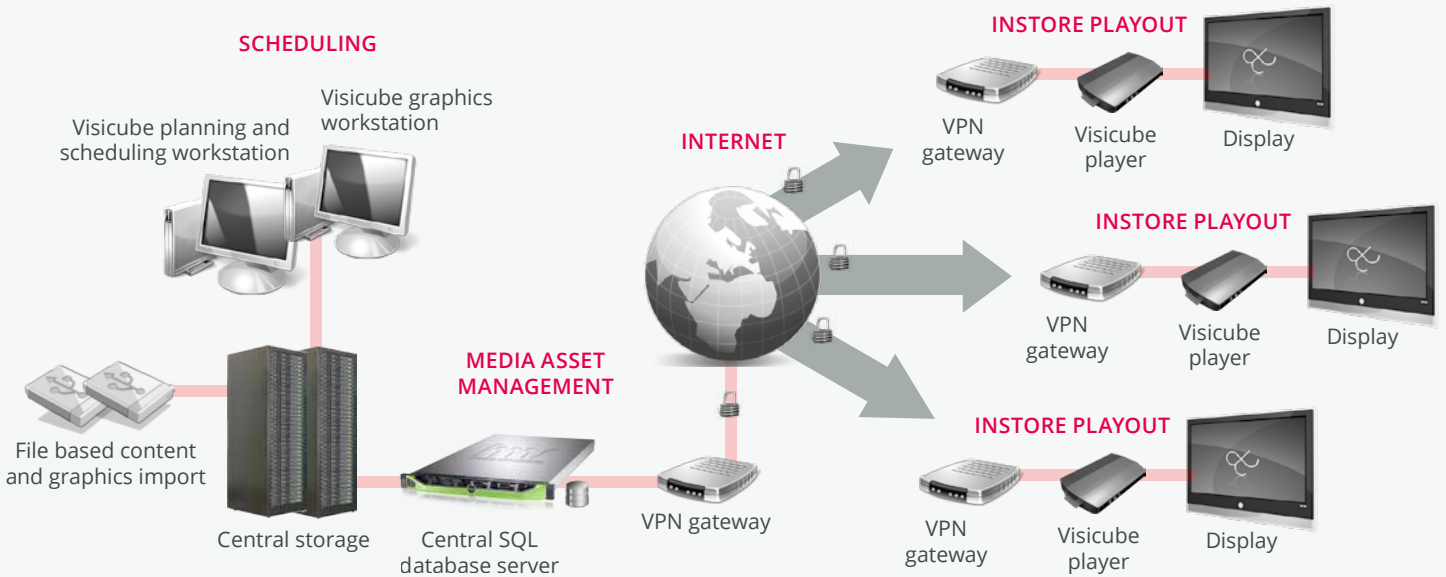 SCHEDULING
Visicube graphics
workstation
Visicube planning and
scheduling workstation
File based content
and graphics import
Central storage
MEDIA ASSET
MANAGEMENT
Central SQL
database server
VPN gateway
INTERNET
INSTORE PLAYOUT
VPN
gateway
Visicube
player
Display
INSTORE PLAYOUT
VPN
gateway
Visicube
player
Display
INSTORE PLAYOUT
VPN
gateway
Visicube
player
Display